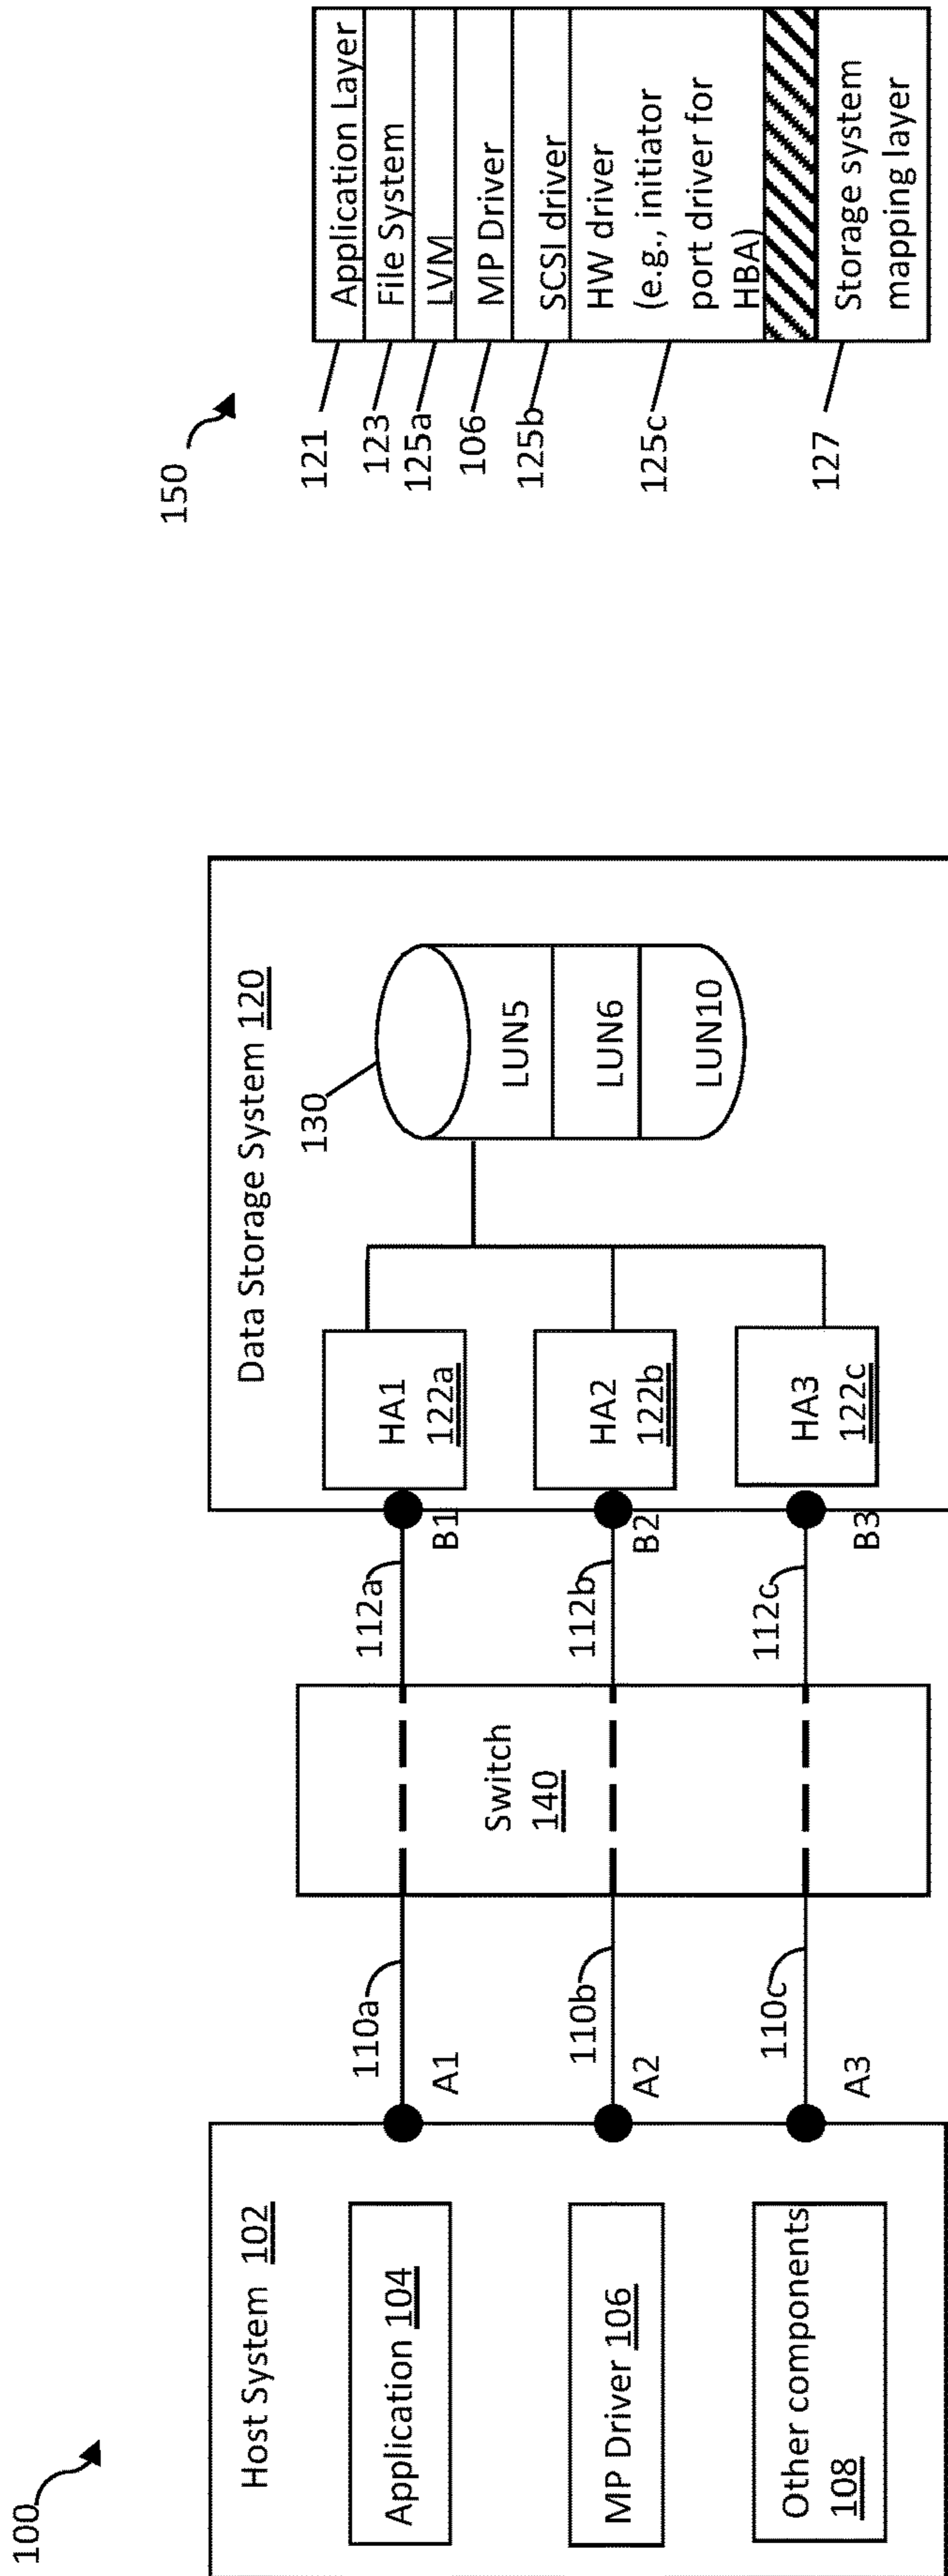 100
Host System 102
Application 104
MP Driver 106
Other components
108
A1
A2
A3
110a
110b
110c
Switch
140
112a
112b
112c
B1
B2
B3
Data Storage System 120
HA1
122a
HA2
122b
HA3
122c
130
LUN5
LUN6
LUN10
150
121
123
125a
106
125b
125c
127
Application Layer
File System
LVM
MP Driver
SCSI driver
HW driver
(e.g., initiator
port driver for
HBA)
Storage system
mapping layer